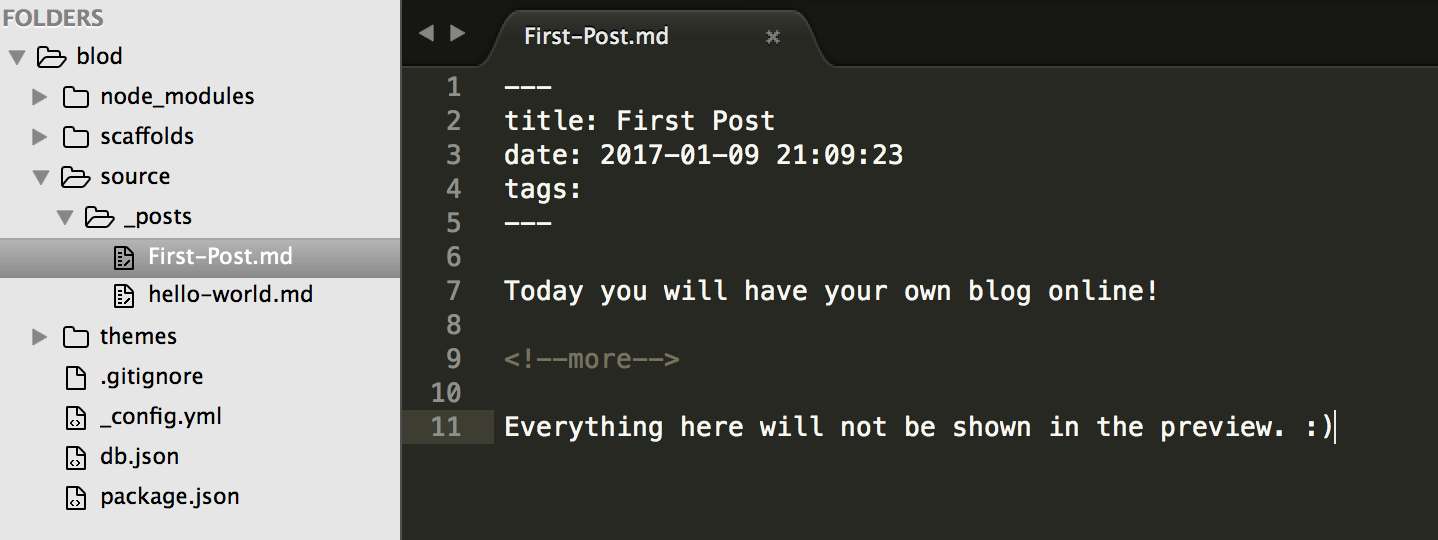 FOLDERS
blod
node_modules
scaffolds
source
_posts
First-Post.md
hello-world.md
themes
.gitignore
_config.yml
db.json
package.json
First-Post.md
1 ---
2 title: First Post
3 date: 2017-01-09 21:09:23
4 tags:
5 ---
6
7 Today you will have your own blog online!
8
9 <!--more-->
10
11 Everything here will not be shown in the preview. :)